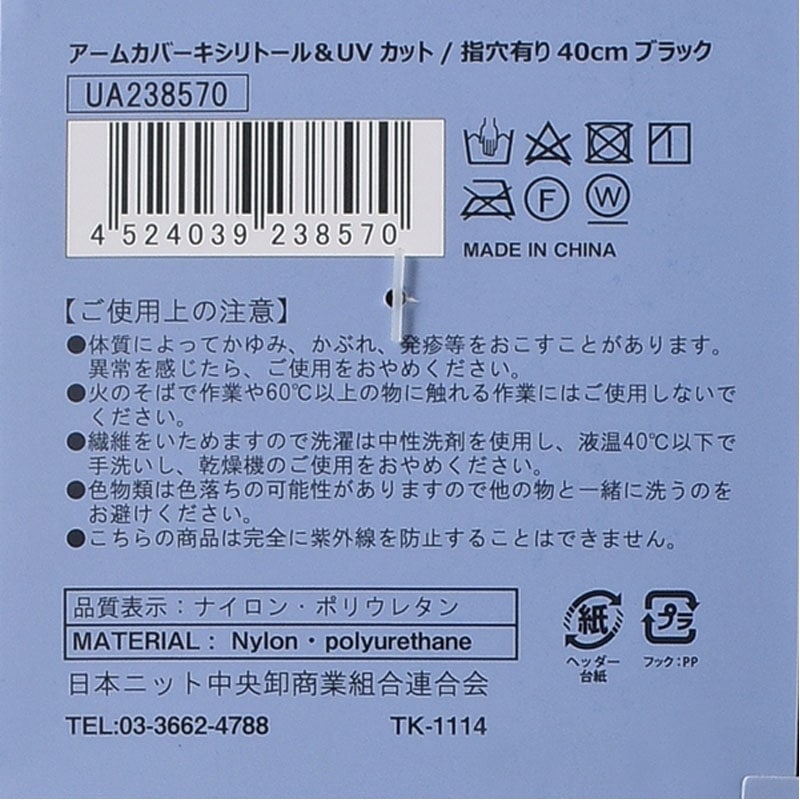 アームカバーキシリトール＆UVカット / 指穴有り40cmブラック
UA238570
4 524039 238570
F W
MADE IN CHINA
【ご使用上の注意】
●体質によってかゆみ、かぶれ、発疹等をおこすことがあります。
異常を感じたら、ご使用をおやめください。
●火のそばで作業や60℃以上の物に触れる作業にはご使用しないで
ください。
●繊維をいためますので洗濯は中性洗剤を使用し、液温40℃以下で
手洗いし、乾燥機のご使用をおやめください。
●色物類は色落ちの可能性がありますので他の物と一緒に洗うのを
お避けください。
●こちらの商品は完全に紫外線を防止することはできません。
品質表示：ナイロン・ポリウレタン
MATERIAL： Nylon・polyurethane
紙 プラ
ヘッダー フック：PP
台紙
日本ニット中央卸商業組合連合会
TEL:03-3662-4788 TK-1114